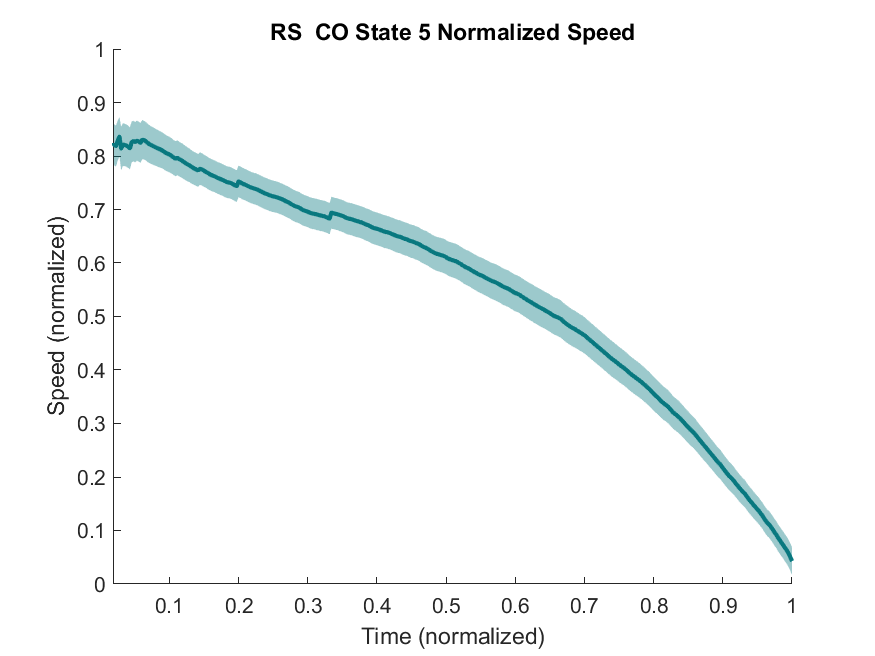 RS  CO State 5 Normalized Speed
1
0.9
0.8
0.7
0.6
0.5
0.4
0.3
0.2
0.1
0
Speed (normalized)
0.1 0.2 0.3 0.4 0.5 0.6 0.7 0.8 0.9 1
Time (normalized)